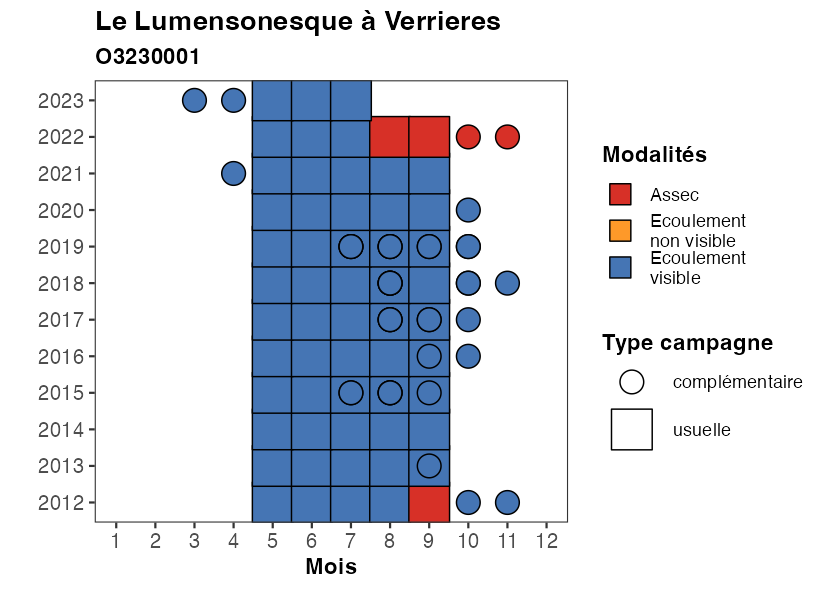 Le Lumensonesque à Verrieres
O3230001
2023
2022
2021
2020
2019
2018
2017
2016
2015
2014
2013
2012
1 2 3 4 5 6 7 8 9 10 11 12
Mois
Modalités
Assec
Ecoulement
non visible
Ecoulement
visible
Type campagne
complémentaire
usuelle